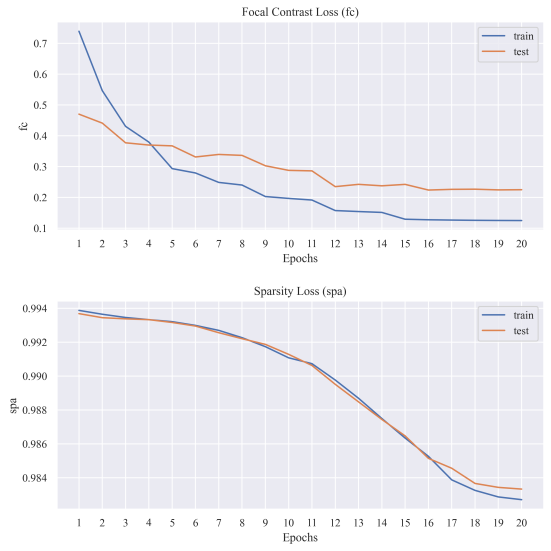 Focal Contrast Loss (fc)
train
test
0.7
0.6
0.5
0.4
0.3
0.2
0.1
fc
1 2 3 4 5 6 7 8 9 10 11 12 13 14 15 16 17 18 19 20
Epochs
Sparsity Loss (spa)
train
test
0.994
0.992
0.990
0.988
0.986
0.984
spa
1 2 3 4 5 6 7 8 9 10 11 12 13 14 15 16 17 18 19 20
Epochs